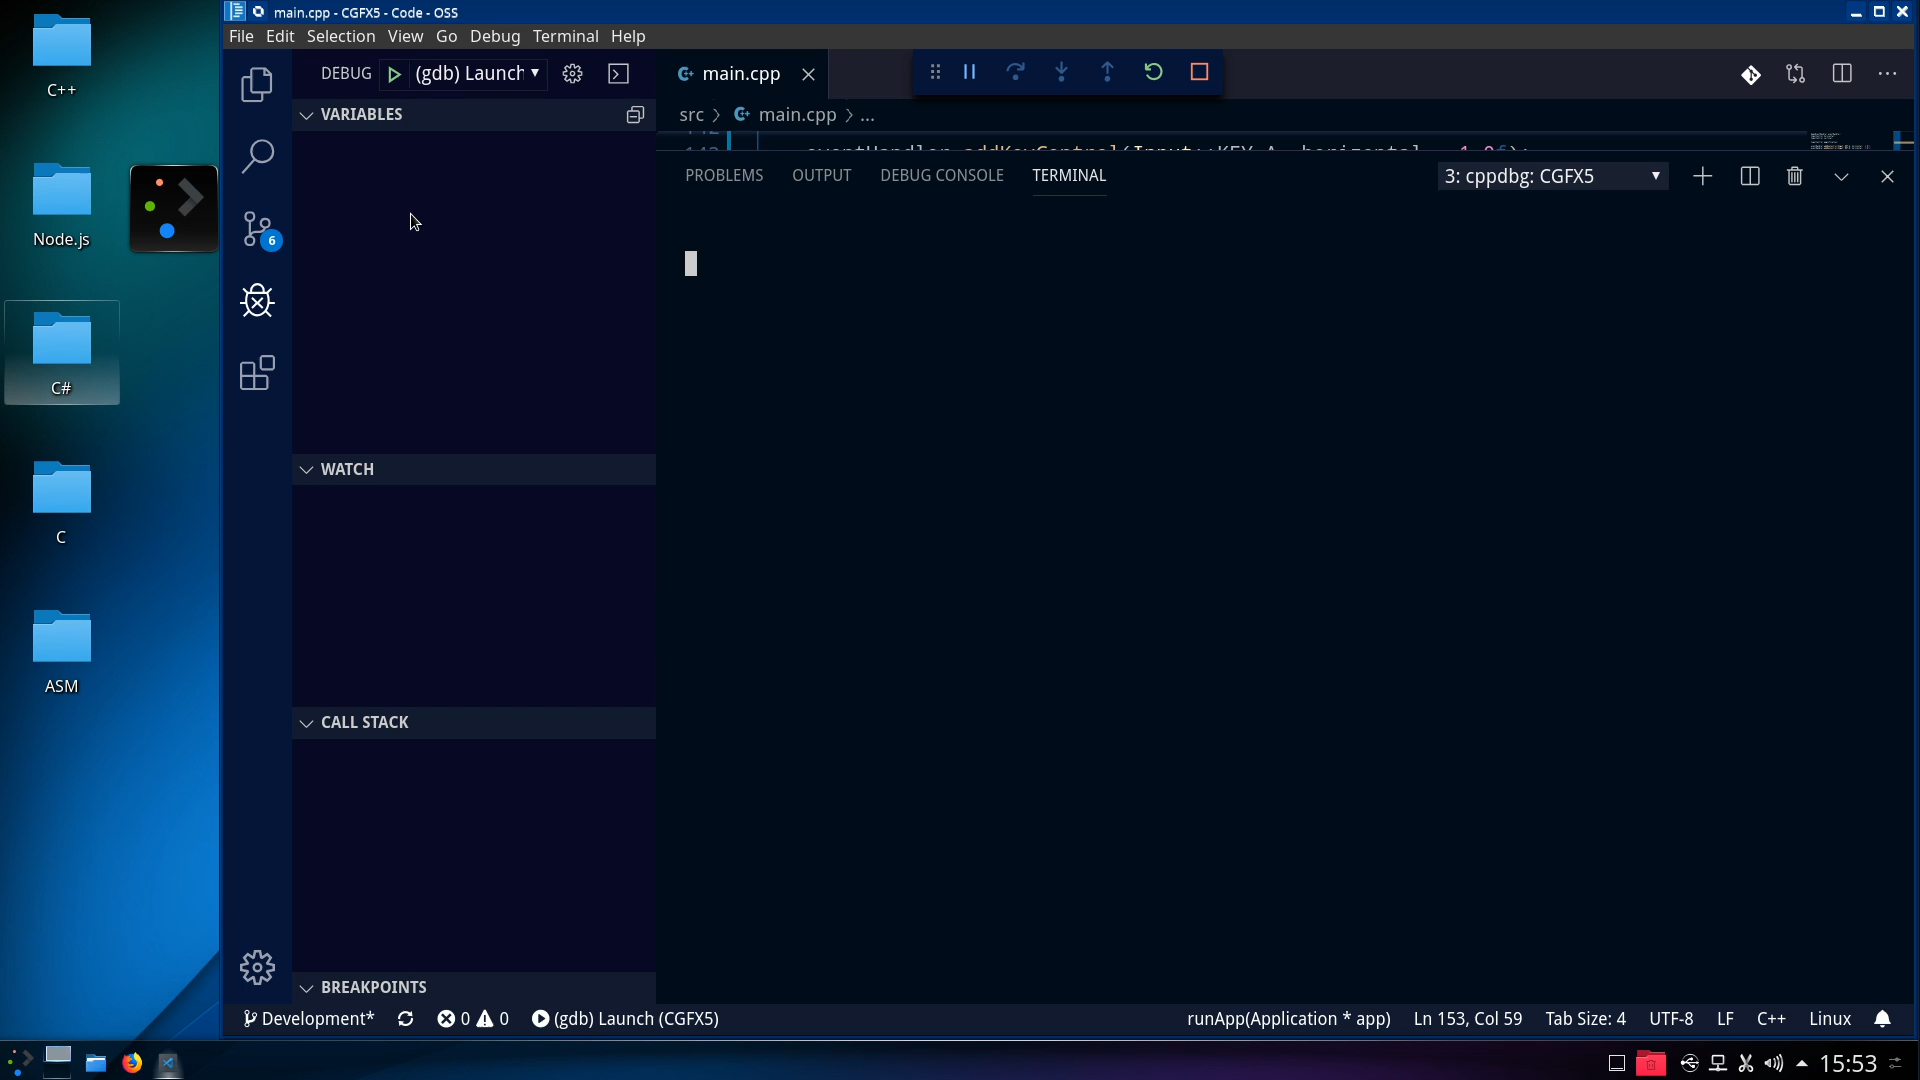 C++
Node.js
C#
C
ASM
main.cpp - CGFX5 - Code - OSS
File Edit Selection View Go Debug Terminal Help
DEBUG (gdb) Launch
main.cpp
VARIABLES
src > main.cpp > ...
PROBLEMS OUTPUT DEBUG CONSOLE TERMINAL
3: cppdbg: CGFX5
6
WATCH
CALL STACK
BREAKPOINTS
Development* 0 0 (gdb) Launch (CGFX5)
runApp(Application * app) Ln 153, Col 59 Tab Size: 4 UTF-8 LF C++ Linux
15:53